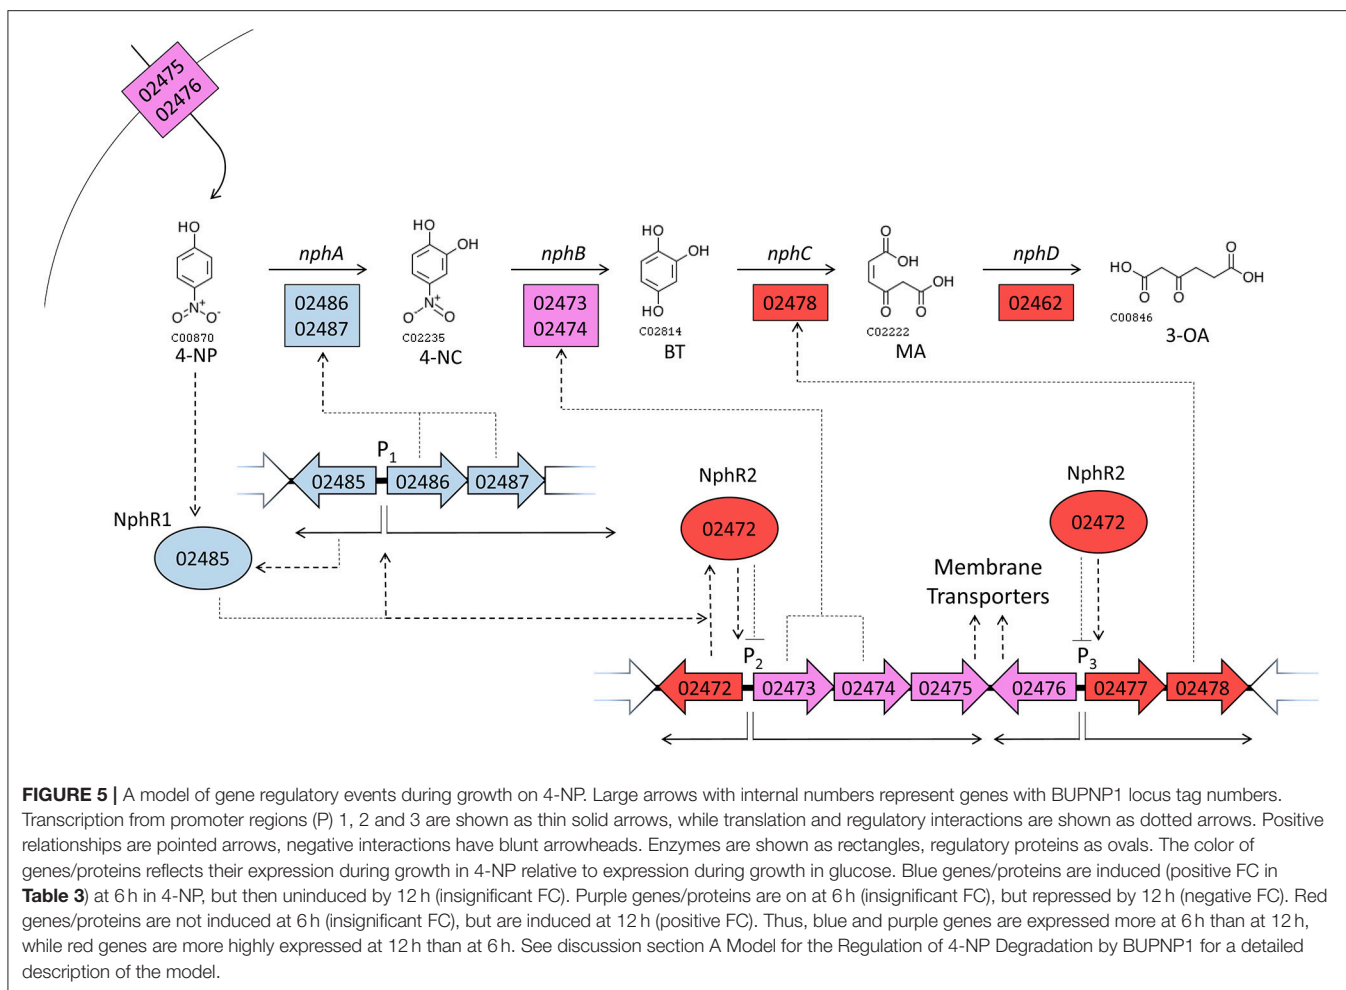 02475
02476
HO
N⁺
O
O⁻
C00870
4-NP
nphA
02486
02487
HO
OH
N⁺
O⁻
O
C02235
4-NC
nphB
02473
02474
HO
OH
HO
C02814
BT
nphC
02478
O
OH
OH
O
O
C02222
MA
nphD
02462
O
HO
O
O
OH
C00846
3-OA
P₁
02485
02486
02487
NphR1
02485
NphR2
02472
NphR2
02472
Membrane
Transporters
P₂
P₃
02472
02473
02474
02475
02476
02477
02478
FIGURE 5 | A model of gene regulatory events during growth on 4-NP. Large arrows with internal numbers represent genes with BUPNP1 locus tag numbers.
Transcription from promoter regions (P) 1, 2 and 3 are shown as thin solid arrows, while translation and regulatory interactions are shown as dotted arrows. Positive
relationships are pointed arrows, negative interactions have blunt arrowheads. Enzymes are shown as rectangles, regulatory proteins as ovals. The color of
genes/proteins reflects their expression during growth in 4-NP relative to expression during growth in glucose. Blue genes/proteins are induced (positive FC in
Table 3) at 6 h in 4-NP, but then uninduced by 12 h (insignificant FC). Purple genes/proteins are on at 6 h (insignificant FC), but repressed by 12 h (negative FC). Red
genes/proteins are not induced at 6 h (insignificant FC), but are induced at 12 h (positive FC). Thus, blue and purple genes are expressed more at 6 h than at 12 h,
while red genes are more highly expressed at 12 h than at 6 h. See discussion section A Model for the Regulation of 4-NP Degradation by BUPNP1 for a detailed
description of the model.